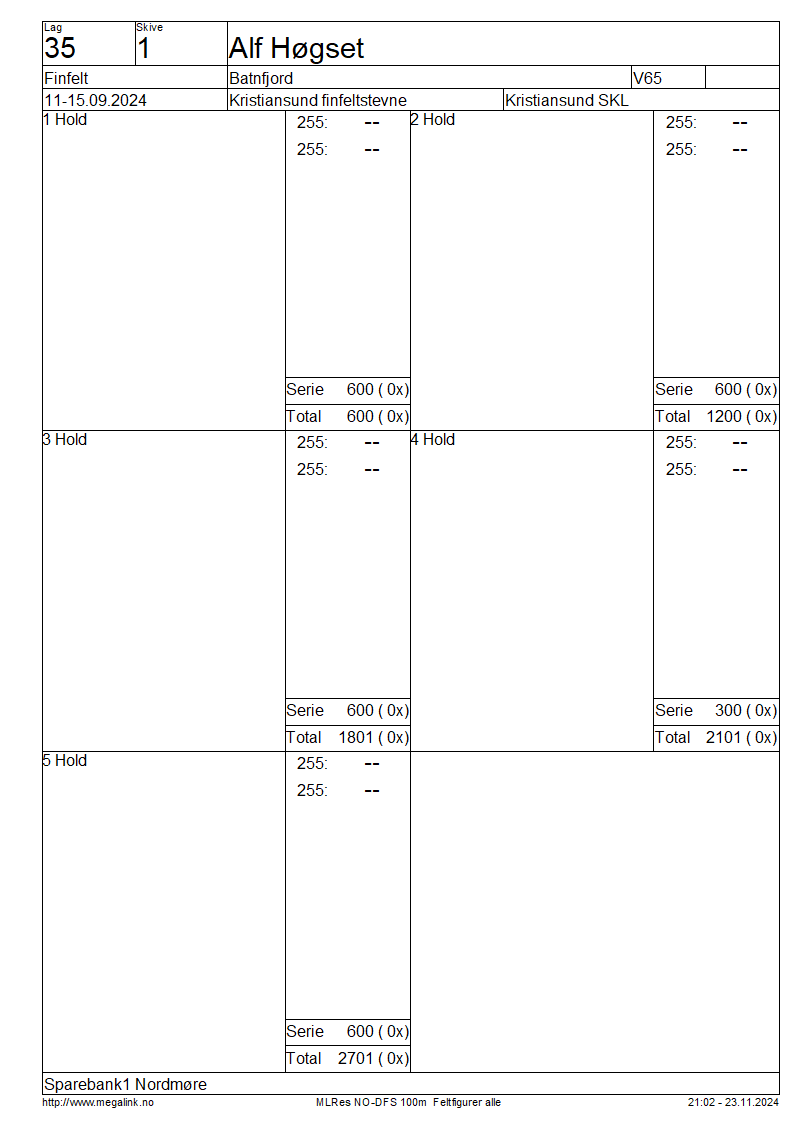 Lag Skive
35 1 Alf Høgset
Finfelt Batnfjord V65
11-15.09.2024 Kristiansund finfeltstevne Kristiansund SKL
1 Hold 255: --
255: --
Serie 600 ( 0x)
Total 600 ( 0x)
2 Hold 255: --
255: --
Serie 600 ( 0x)
Total 1200 ( 0x)
3 Hold 255: --
255: --
Serie 600 ( 0x)
Total 1801 ( 0x)
4 Hold 255: --
255: --
Serie 300 ( 0x)
Total 2101 ( 0x)
5 Hold 255: --
255: --
Serie 600 ( 0x)
Total 2701 ( 0x)
Sparebank1 Nordmøre
http://www.megalink.no MLRes NO-DFS 100m Feltfigurer alle 21:02 - 23.11.2024